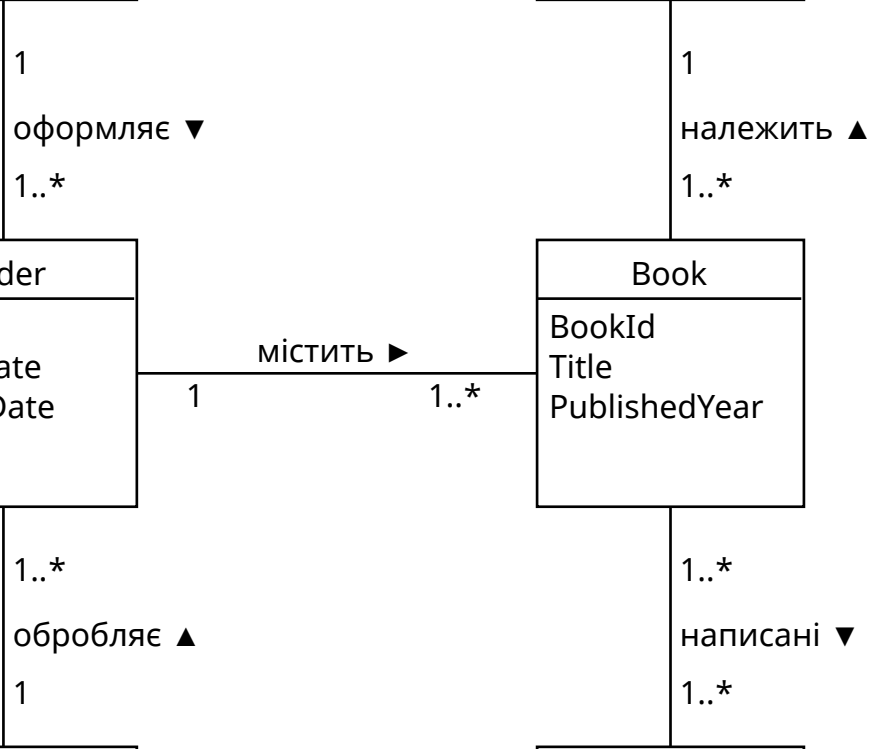 1
1
оформляє ▼
належить ▲
1..*
1..*
Book
BookId
Title
PublishedYear
містить ►
1
1..*
1..*
1..*
обробляє ▲
написані ▼
1
1..*